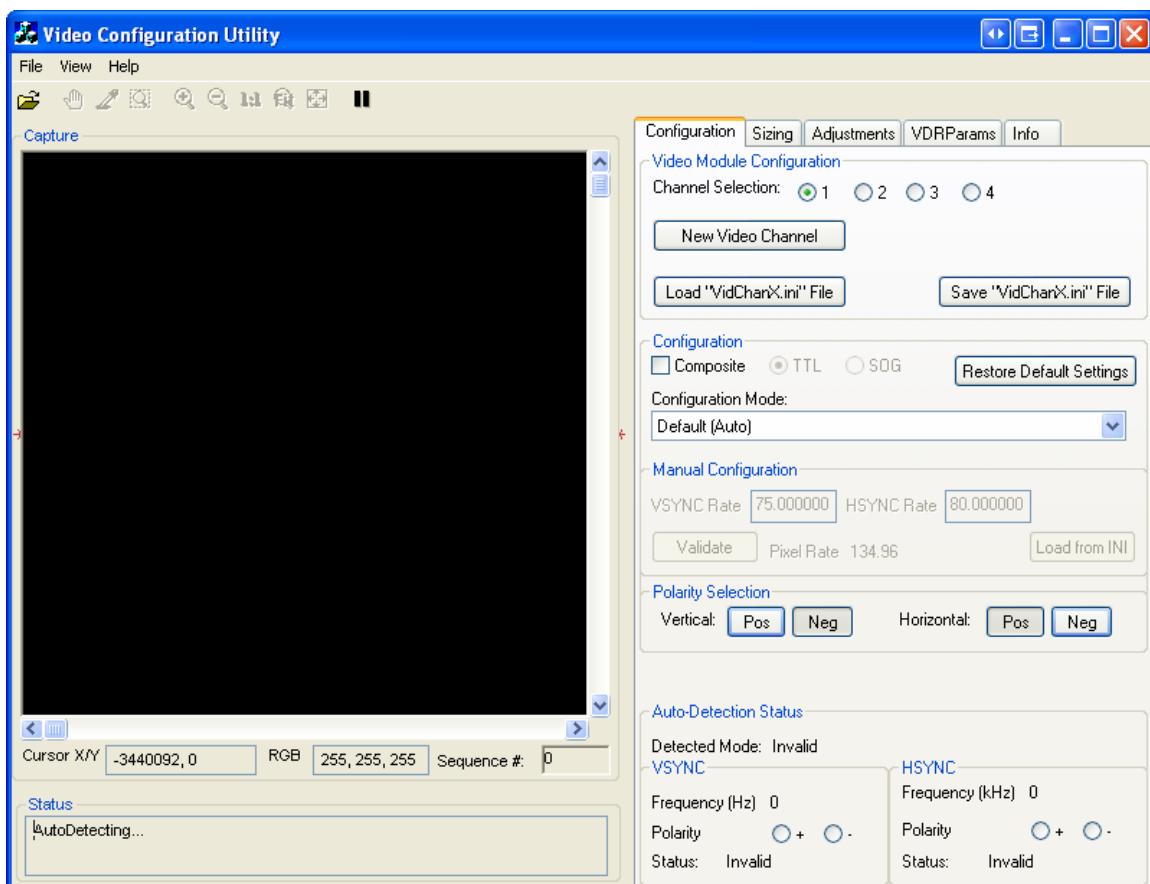 Video Configuration Utility
File View Help
1:1 Fit
Capture
Cursor X/Y -3440092, 0 RGB 255, 255, 255 Sequence #: 0
Status
AutoDetecting...
Configuration Sizing Adjustments VDRParams Info
Video Module Configuration
Channel Selection: 1 2 3 4
New Video Channel
Load "VidChanX.ini" File Save "VidChanX.ini" File
Configuration
Composite TTL SOG Restore Default Settings
Configuration Mode:
Default (Auto)
Manual Configuration
VSYNC Rate 75.000000 HSYNC Rate 80.000000
Validate Pixel Rate 134.96 Load from INI
Polarity Selection
Vertical: Pos Neg Horizontal: Pos Neg
Auto-Detection Status
Detected Mode: Invalid
VSYNC
Frequency (Hz) 0
Polarity + -
Status: Invalid
HSYNC
Frequency (kHz) 0
Polarity + -
Status: Invalid